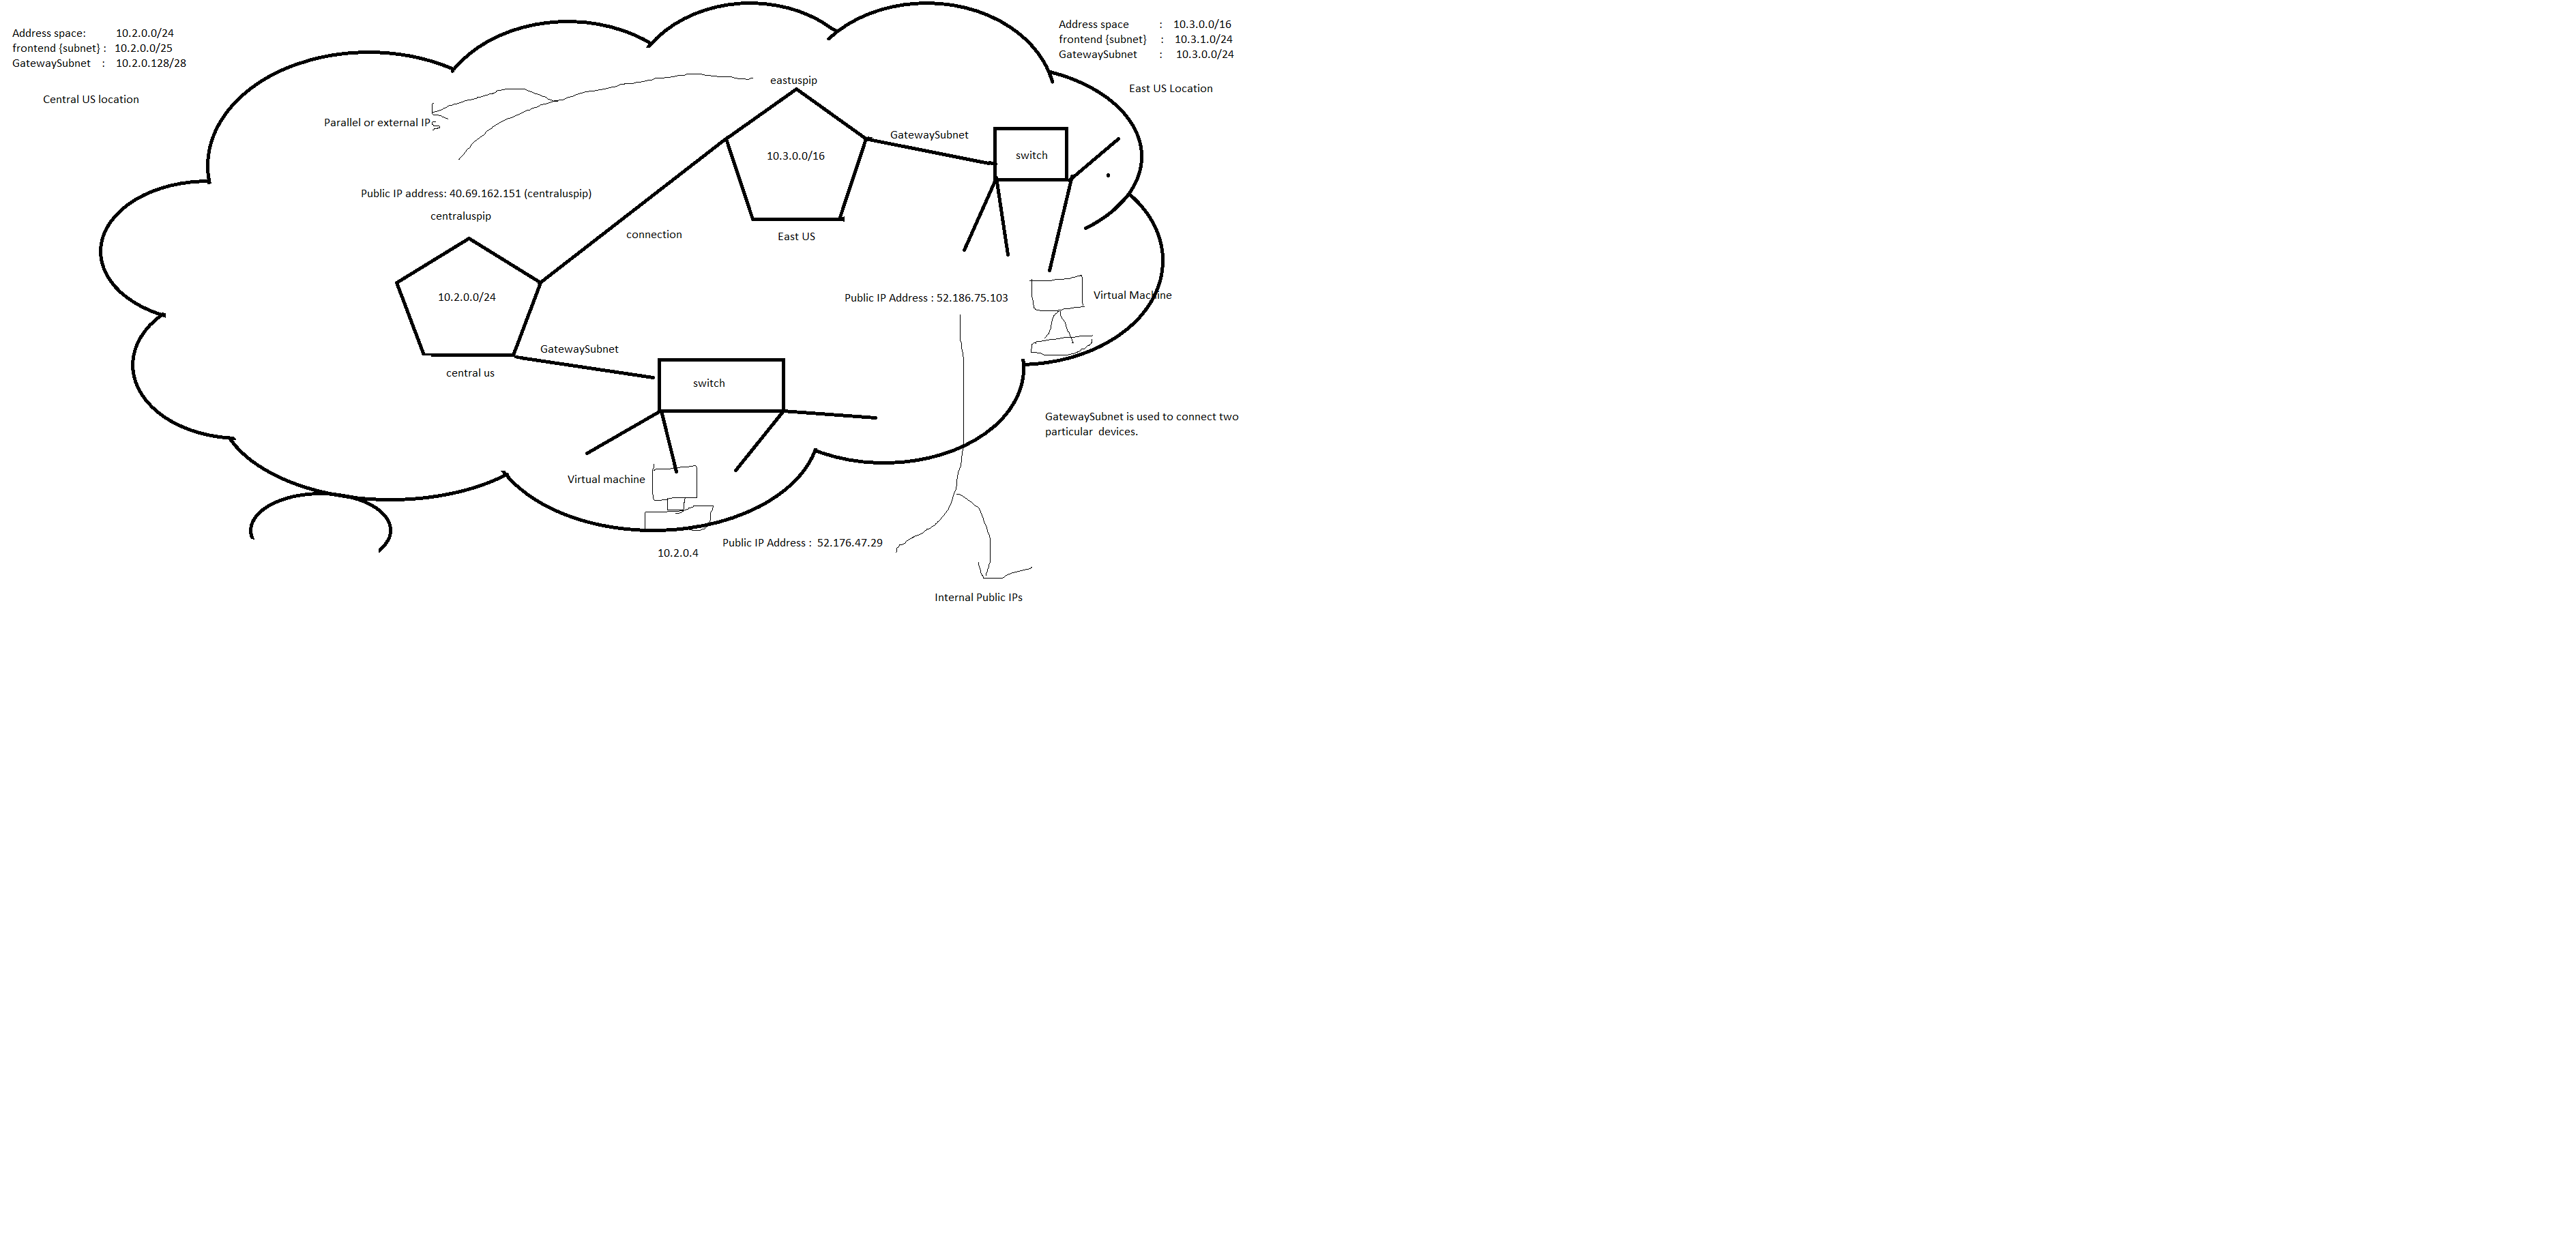 Address space: 10.2.0.0/24
frontend {subnet} : 10.2.0.0/25
GatewaySubnet : 10.2.0.128/28
Central US location
Address space : 10.3.0.0/16
frontend {subnet} : 10.3.1.0/24
GatewaySubnet : 10.3.0.0/24
East US Location
eastuspip
Parallel or external IPs
GatewaySubnet
switch
10.3.0.0/16
Public IP address: 40.69.162.151 (centraluspip)
centraluspip
connection
East US
10.2.0.0/24
Public IP Address : 52.186.75.103
Virtual Machine
GatewaySubnet
central us
switch
GatewaySubnet is used to connect two
particular devices.
Virtual machine
10.2.0.4
Public IP Address : 52.176.47.29
Internal Public IPs